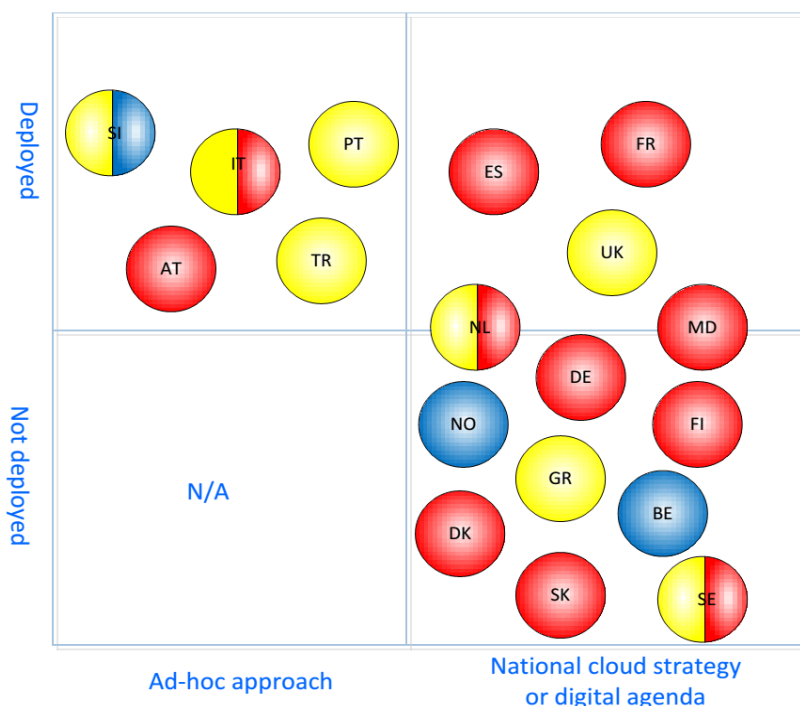 Deployed
SI
IT
PT
AT
TR
ES
FR
UK
NL
MD
Not deployed
N/A
DE
NO
FI
GR
BE
DK
SK
SE
Ad-hoc approach
National cloud strategy
or digital agenda